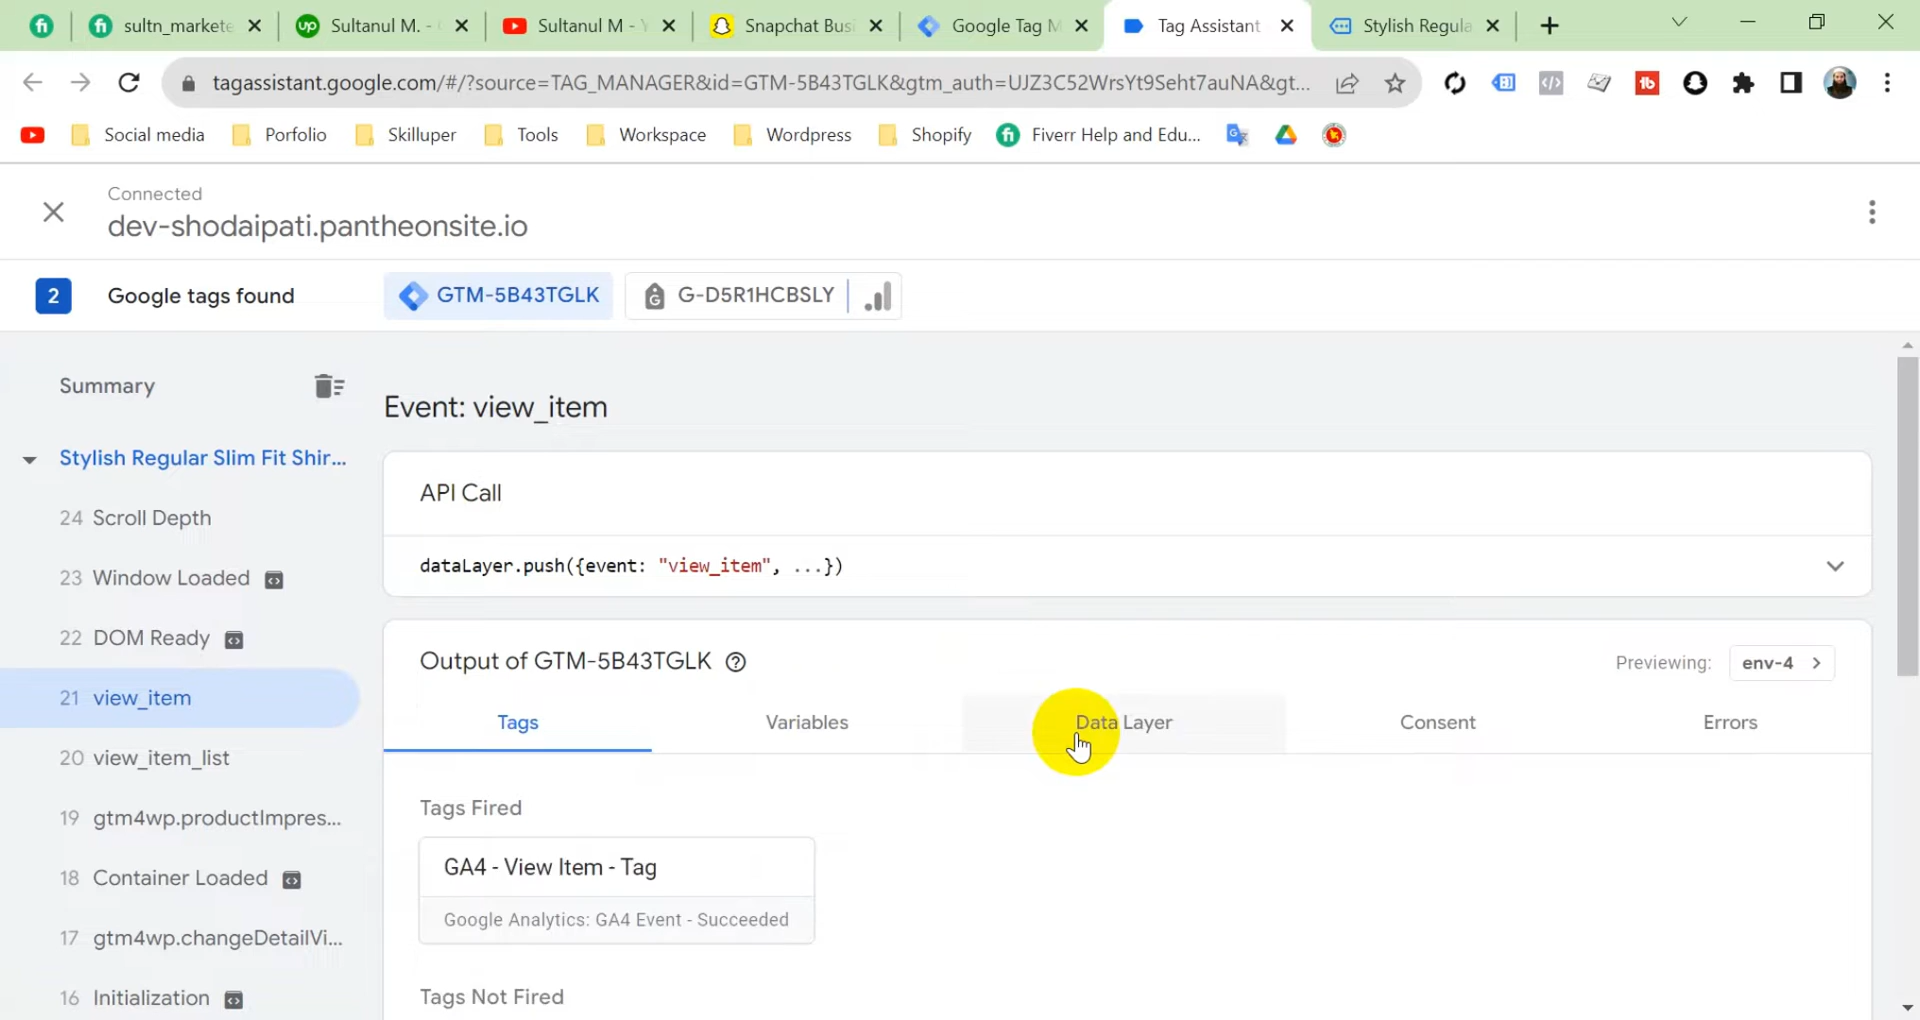 sultn_markete
Sultanul M. -
Sultanul M - Y
Snapchat Busi
Google Tag M
Tag Assistant
Stylish Regula
tagassistant.google.com/#/?source=TAG_MANAGER&id=GTM-5B43TGLK&gtm_auth=UJZ3C52WrsYt9Seht7auNA&gt...
Social media
Porfolio
Skilluper
Tools
Workspace
Wordpress
Shopify
Fiverr Help and Edu...
Connected
dev-shodaipati.pantheonsite.io
2 Google tags found
GTM-5B43TGLK
G-D5R1HCBSLY
Summary
Stylish Regular Slim Fit Shir...
24 Scroll Depth
23 Window Loaded
22 DOM Ready
21 view_item
20 view_item_list
19 gtm4wp.productImpres...
18 Container Loaded
17 gtm4wp.changeDetailVi...
16 Initialization
Event: view_item
API Call
dataLayer.push({event: "view_item", ...})
Output of GTM-5B43TGLK
Previewing: env-4
Tags
Variables
Data Layer
Consent
Errors
Tags Fired
GA4 - View Item - Tag
Google Analytics: GA4 Event - Succeeded
Tags Not Fired